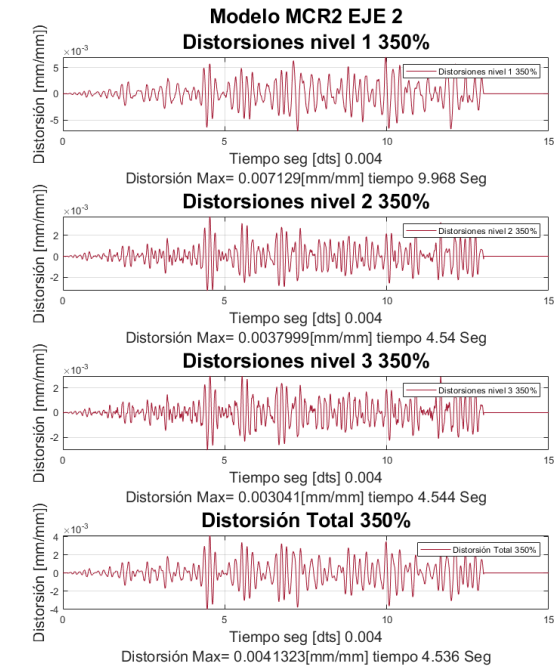 Modelo MCR2 EJE 2
Distorsiones nivel 1 350%
×10⁻³
Distorsiones nivel 1 350%
Distorsión [mm/mm])
5
0
-5
0 5 10 15
Tiempo seg [dts] 0.004
Distorsión Max= 0.007129[mm/mm] tiempo 9.968 Seg
Distorsiones nivel 2 350%
×10⁻³
Distorsiones nivel 2 350%
Distorsión [mm/mm])
2
0
-2
0 5 10 15
Tiempo seg [dts] 0.004
Distorsión Max= 0.0037999[mm/mm] tiempo 4.54 Seg
Distorsiones nivel 3 350%
×10⁻³
Distorsiones nivel 3 350%
Distorsión [mm/mm])
2
0
-2
0 5 10 15
Tiempo seg [dts] 0.004
Distorsión Max= 0.003041[mm/mm] tiempo 4.544 Seg
Distorsión Total 350%
×10⁻³
Distorsión Total 350%
Distorsión [mm/mm])
4
2
0
-2
-4
0 5 10 15
Tiempo seg [dts] 0.004
Distorsión Max= 0.0041323[mm/mm] tiempo 4.536 Seg